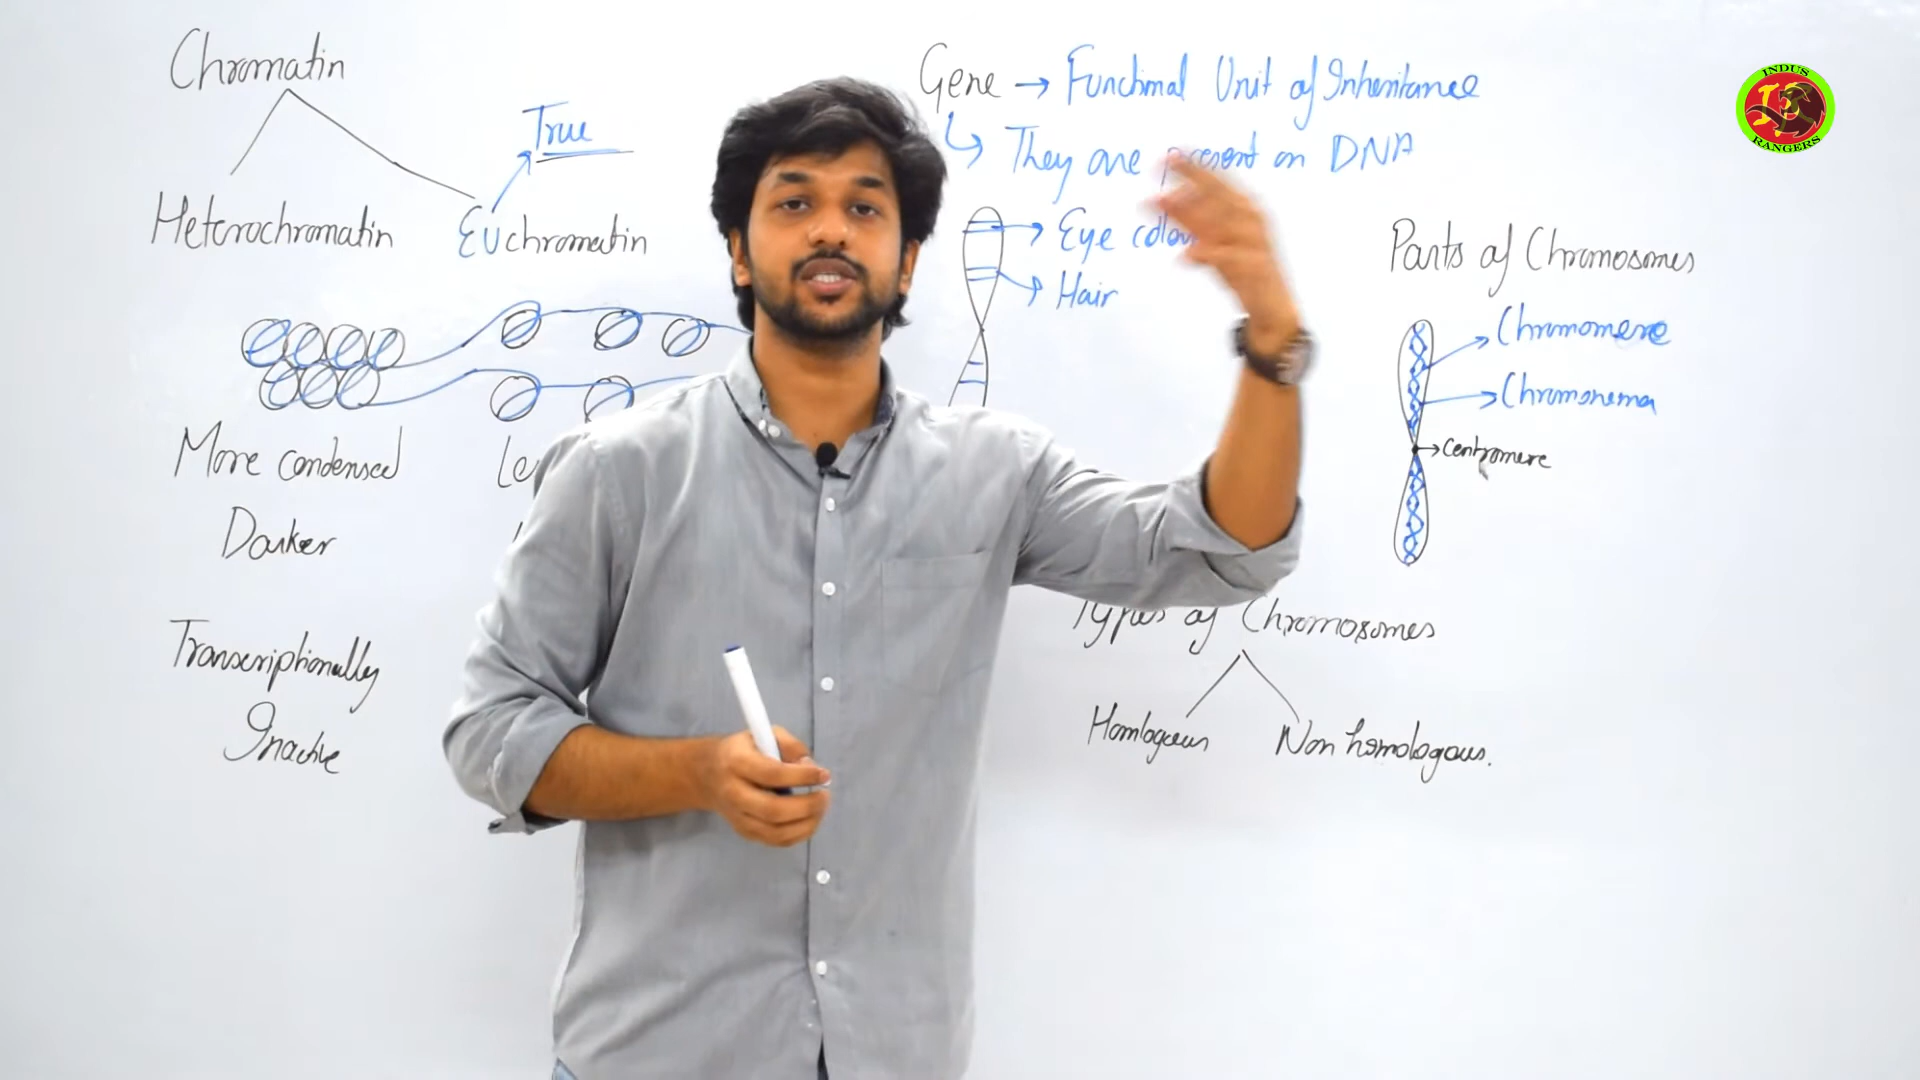 Chromatin
True
Heterochromatin
Euchromatin
More condensed
Darker
Transcriptionally
Inactive
Gene → Functional Unit of Inheritance
They are present on DNA
Eye colour
Hair
Parts of Chromosomes
Chromomere
Chromonema
Centromere
Types of Chromosomes
Homologous
Non homologous.
INDUS
IR
RANGERS